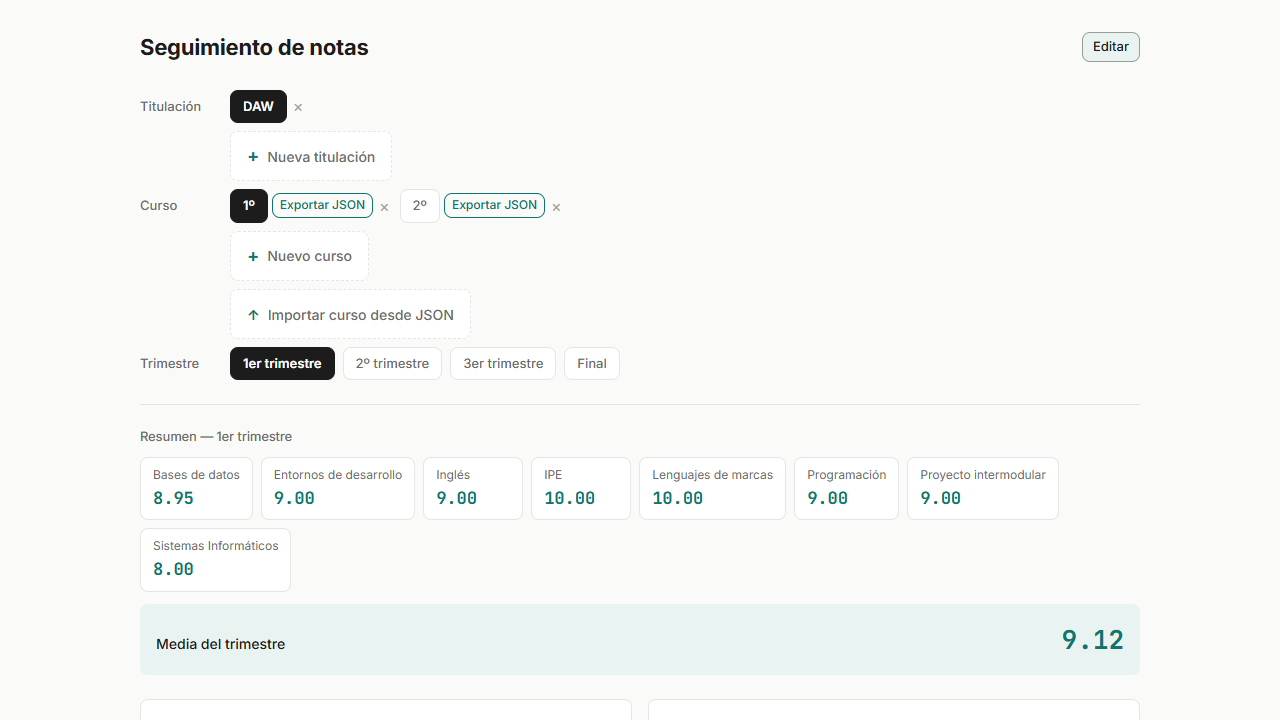 Seguimiento de notas
Editar
Titulación DAW ×
+ Nueva titulación
Curso 1º Exportar JSON × 2º Exportar JSON ×
+ Nuevo curso
↑ Importar curso desde JSON
Trimestre 1er trimestre 2º trimestre 3er trimestre Final
Resumen — 1er trimestre
Bases de datos
8.95
Entornos de desarrollo
9.00
Inglés
9.00
IPE
10.00
Lenguajes de marcas
10.00
Programación
9.00
Proyecto intermodular
9.00
Sistemas Informáticos
8.00
Media del trimestre 9.12